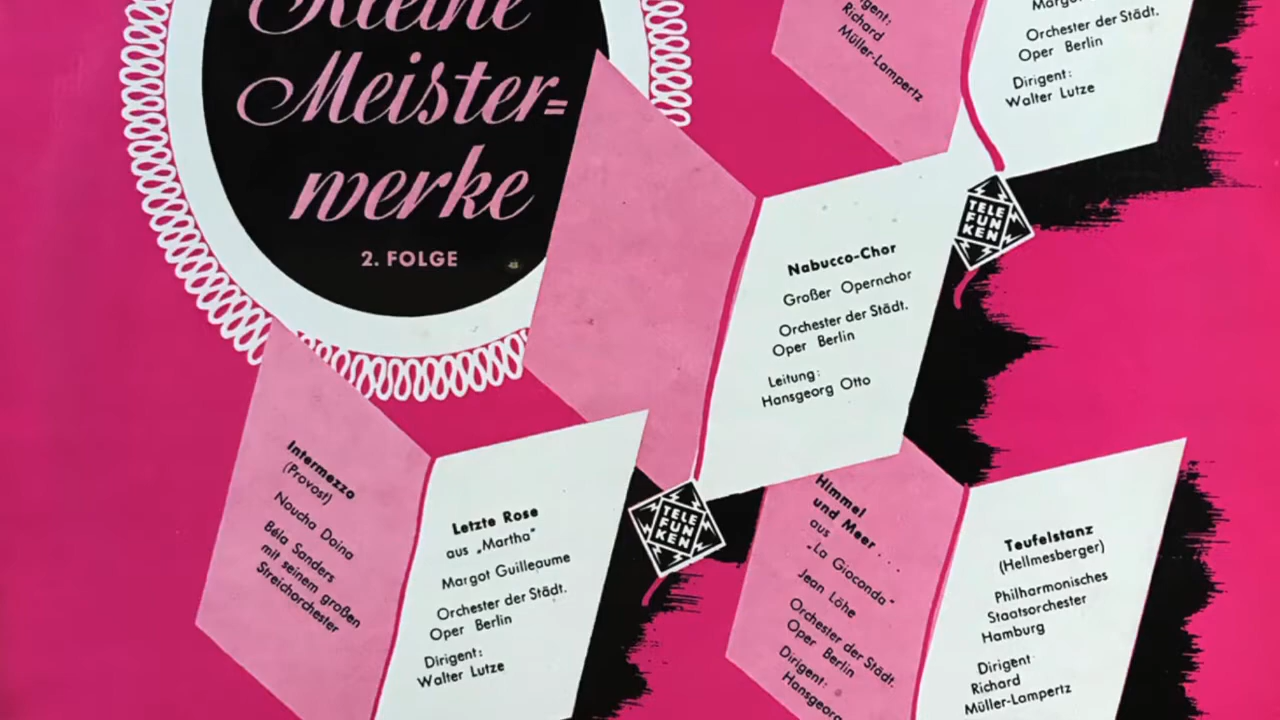 Kleine
Meister=
werke
2. FOLGE
Richard
Müller-Lampertz
Orchester der Städt.
Oper Berlin
Dirigent:
Walter Lutze
TELE
FUN
KEN
Nabucco-Chor
Großer Opernchor
Orchester der Städt.
Oper Berlin
Leitung:
Hansgeorg Otto
Intermezzo
(Provost)
Noucha Doina
Béla Sanders
mit seinem großen
Streichorchester
Letzte Rose
aus „Martha"
Margot Guilleaume
Orchester der Städt.
Oper Berlin
Dirigent:
Walter Lutze
TELE
FUN
KEN
Himmel
und Meer . . .
aus
„La Gioconda"
Jean Löhe
Orchester der Städt.
Oper Berlin
Dirigent:
Hansgeorg
Teufelstanz
(Hellmesberger)
Philharmonisches
Staatsorchester
Hamburg
Dirigent
Richard
Müller-Lampertz